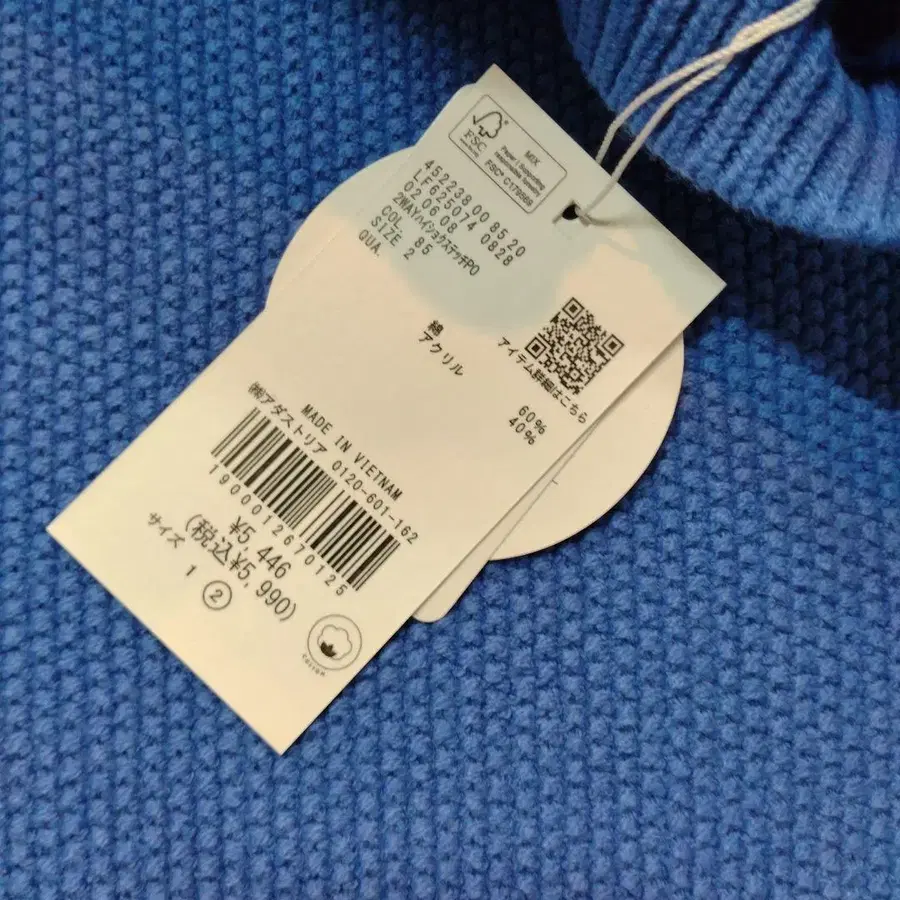 FSC
MIX
Paper | Supporting
responsible forestry
FSC® C179569
45223800 8520
LF625074 0828
02 06 08
2WAYハイショクステッチPO
COL. 85
SIZE 2
QUA.
綿 60%
アクリル 40%
アイテム詳細はこちら
MADE IN VIETNAM
㈱アダストリア 0120-601-162
1900012670125
¥5,446
(税込¥5,990)
サイズ
1 2
cotton